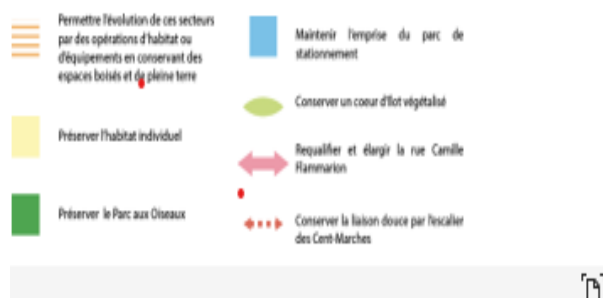 Permettre l'évolution de ces secteurs
par des opérations d'habitat ou
d'équipements en conservant des
espaces boisés et de pleine terre
Préserver l'habitat individuel
Préserver le Parc aux Oiseaux
Maintenir l'emprise du parc de
stationnement
Conserver un coeur d'îlot végétalisé
Requalifier et élargir la rue Camille
Flammarion
Conserver la liaison douce par l'escalier
des Cent-Marches